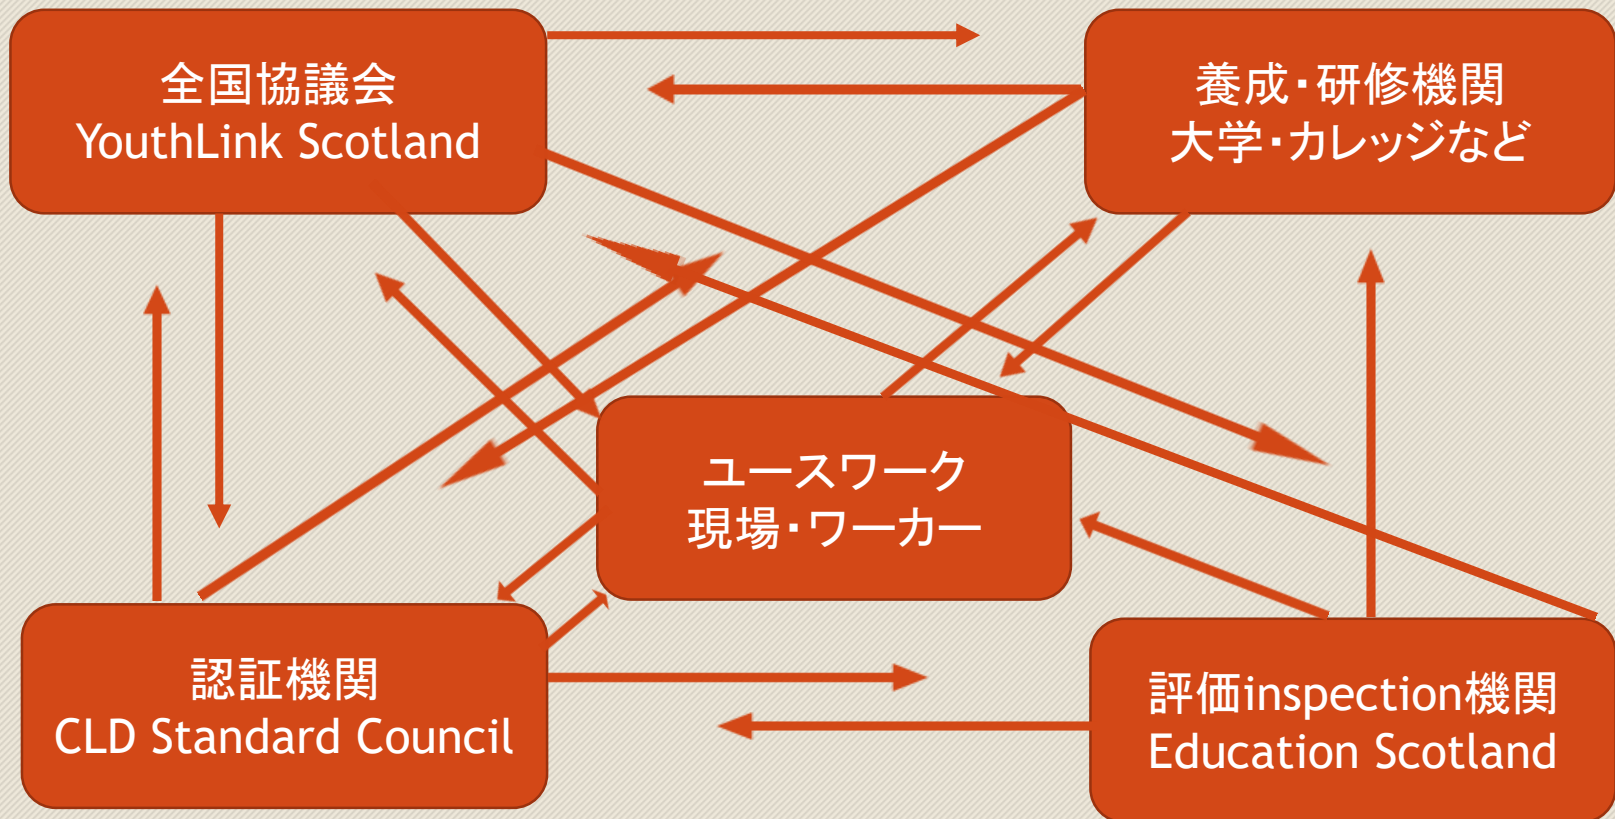 全国協議会
YouthLink Scotland
養成・研修機関
大学・カレッジなど
ユースワーク
現場・ワーカー
認証機関
CLD Standard Council
評価inspection機関
Education Scotland